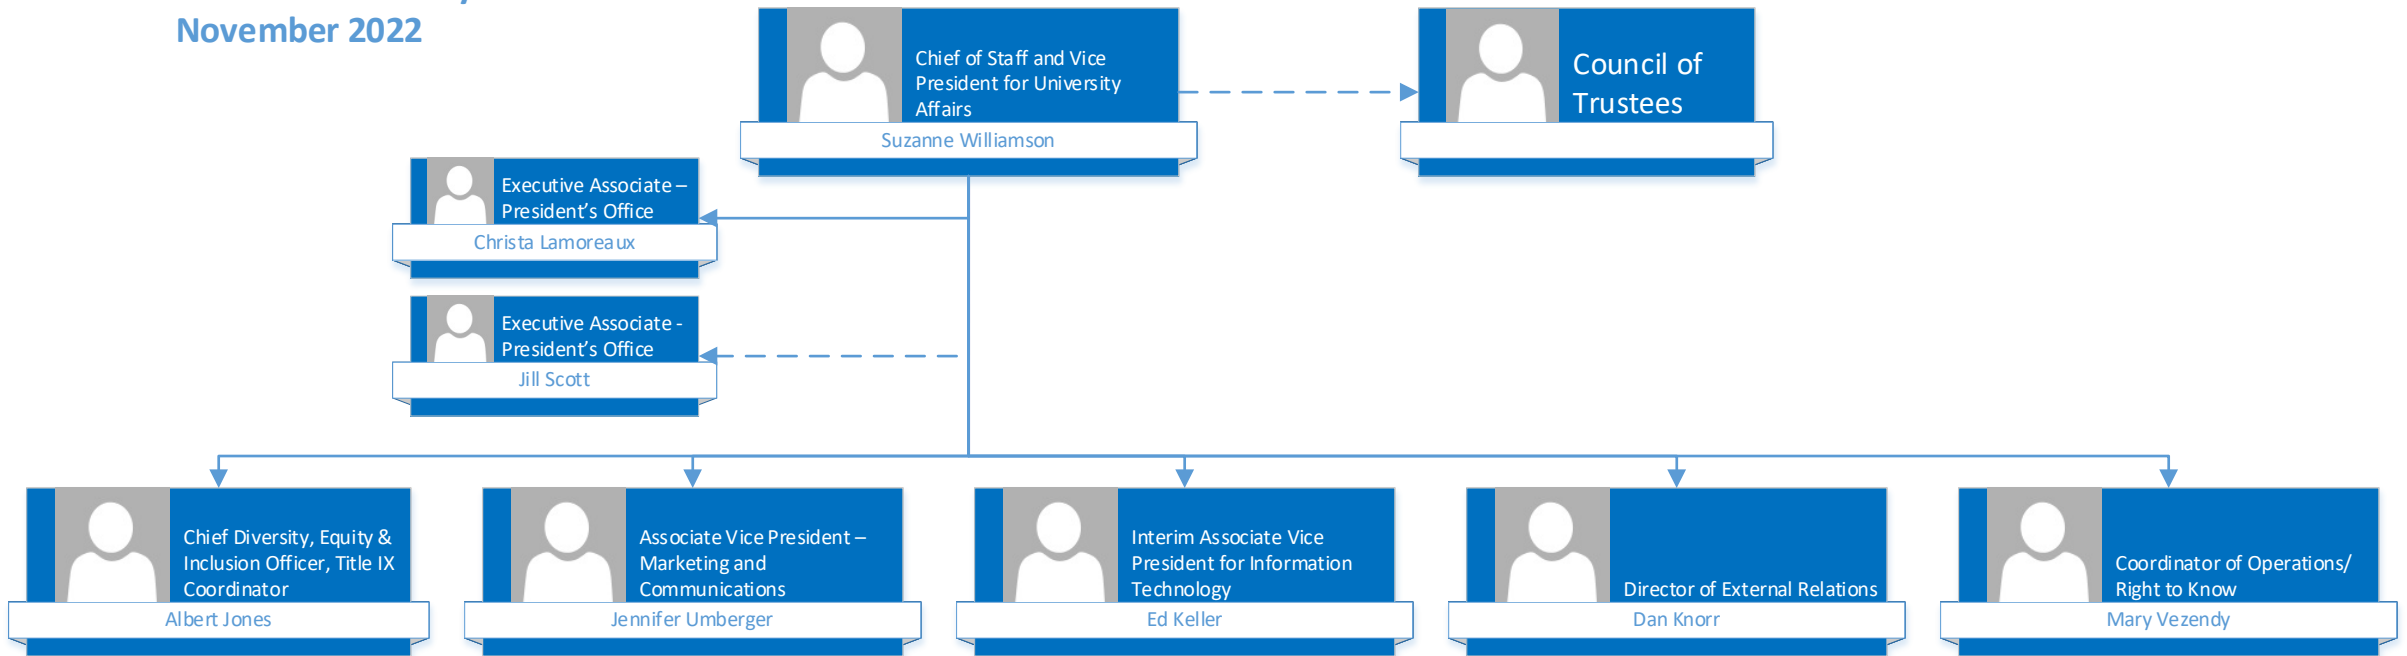 November 2022
Chief of Staff and Vice
President for University
Affairs
Suzanne Williamson
Council of
Trustees
Executive Associate –
President’s Office
Christa Lamoreaux
Executive Associate -
President’s Office
Jill Scott
Chief Diversity, Equity &
Inclusion Officer, Title IX
Coordinator
Albert Jones
Associate Vice President –
Marketing and
Communications
Jennifer Umberger
Interim Associate Vice
President for Information
Technology
Ed Keller
Director of External Relations
Dan Knorr
Coordinator of Operations/
Right to Know
Mary Vezendy